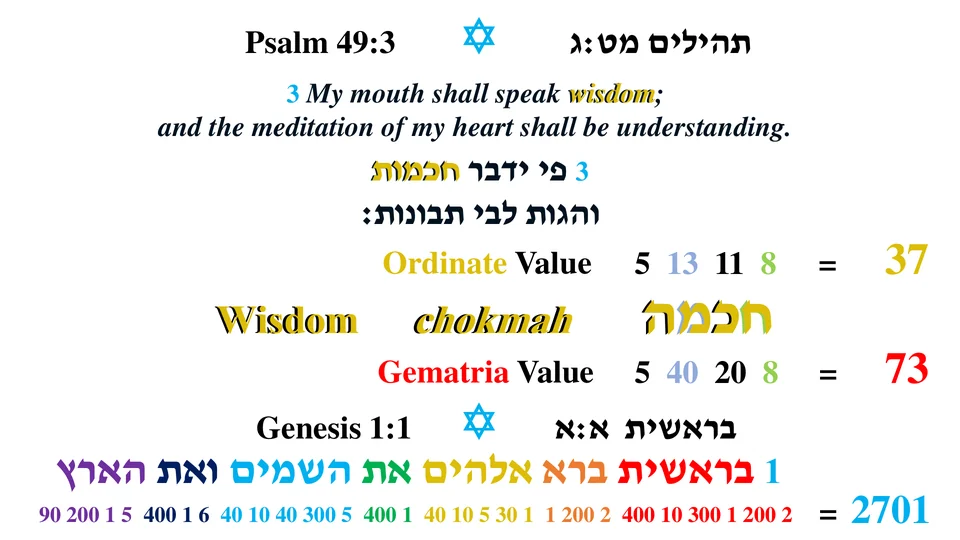 Psalm 49:3 ✡ תהילים מט:ג
3 My mouth shall speak wisdom;
and the meditation of my heart shall be understanding.
3 פי ידבר חכמות
והגות לבי תבונות:
Ordinate Value 5 13 11 8 = 37
Wisdom chokmah חכמה
Gematria Value 5 40 20 8 = 73
Genesis 1:1 ✡ בראשית א:א
1 בראשית ברא אלהים את השמים ואת הארץ
90 200 1 5 400 1 6 40 10 40 300 5 400 1 40 10 5 30 1 1 200 2 400 10 300 1 200 2 = 2701